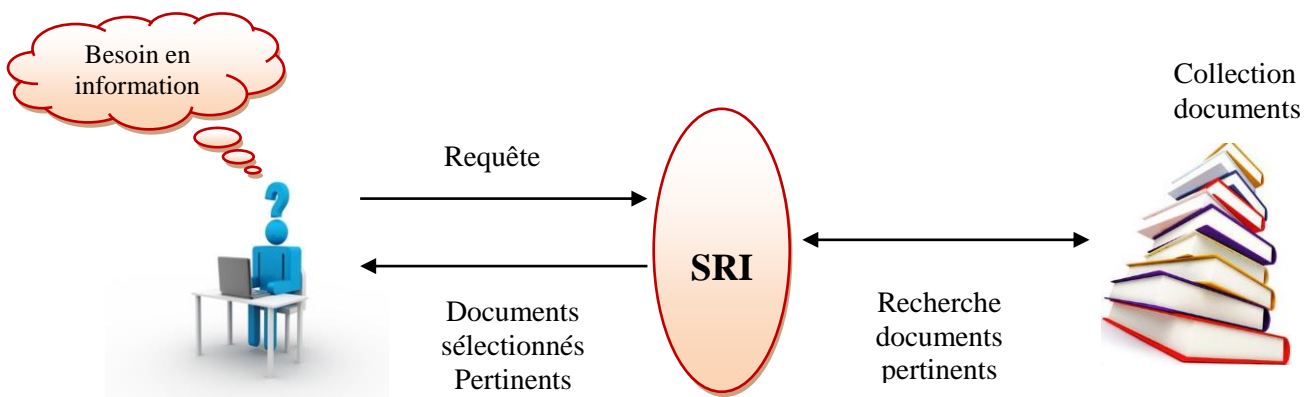 Besoin en
information
Requête
Documents
sélectionnés
Pertinents
SRI
Recherche
documents
pertinents
Collection
documents